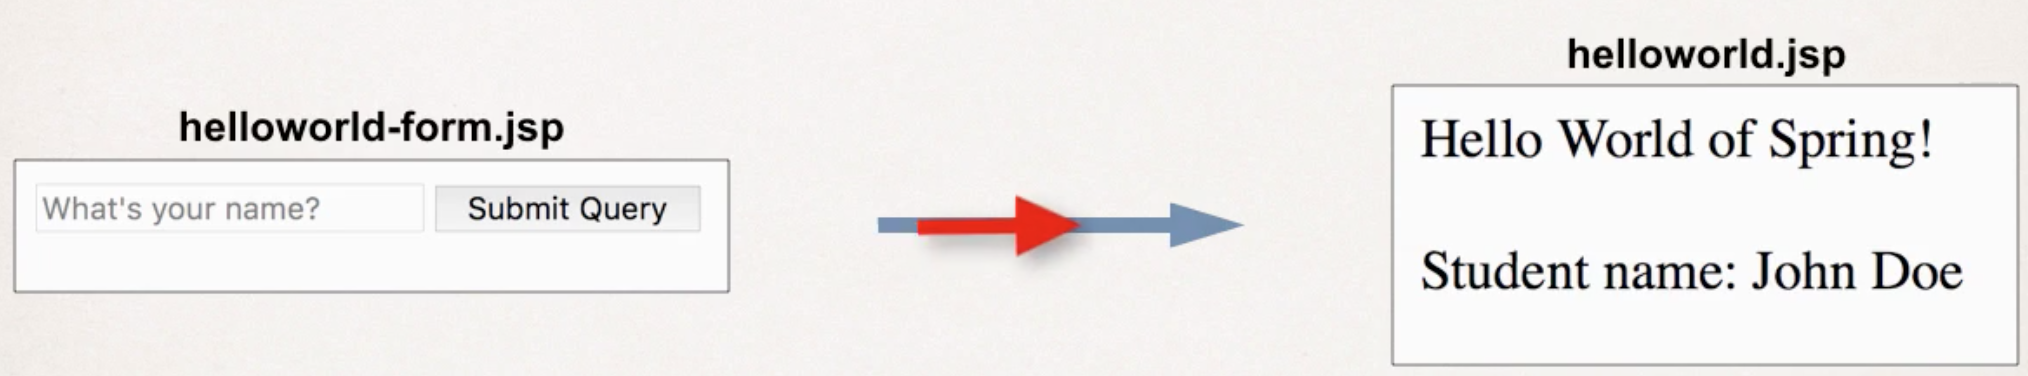 helloworld-form.jsp
What's your name? Submit Query
helloworld.jsp
Hello World of Spring!
Student name: John Doe